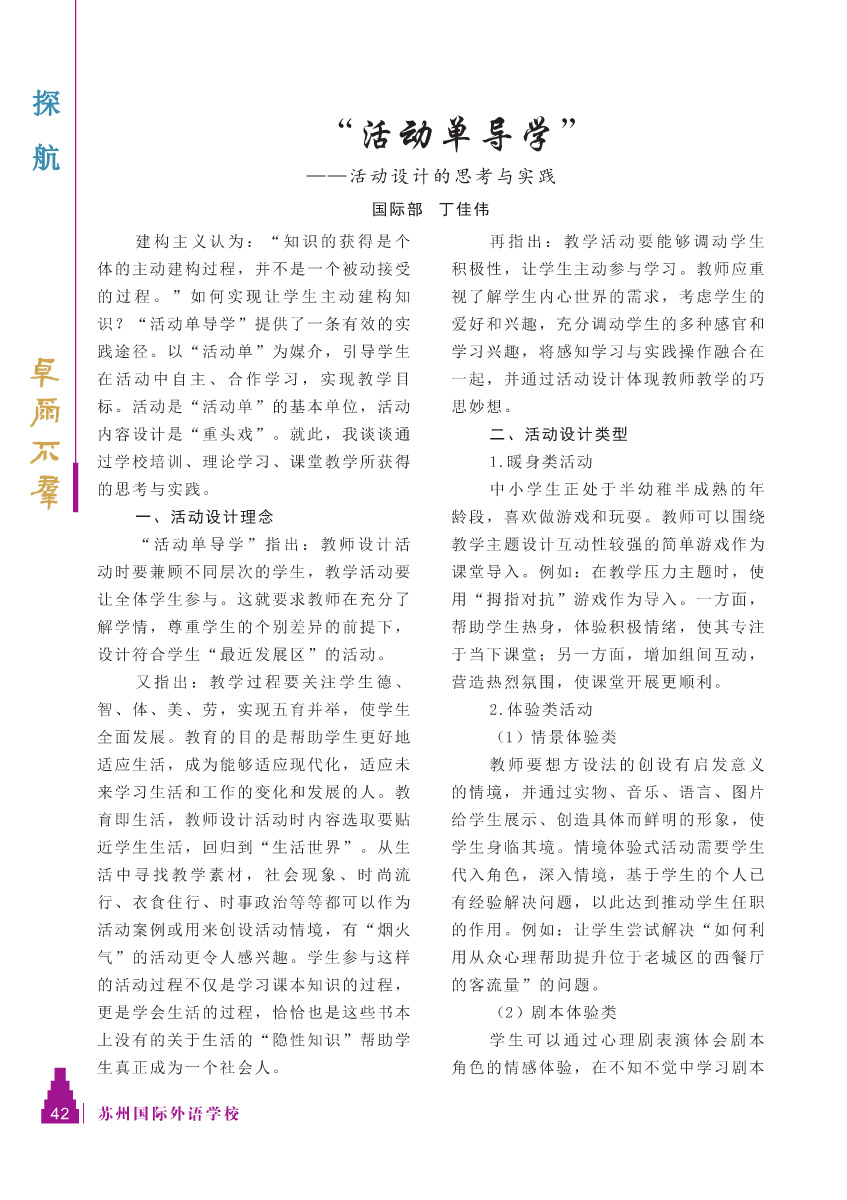 探
航
卓尔不群
“活动单导学”
——活动设计的思考与实践
国际部 丁佳伟
建构主义认为：“知识的获得是个
体的主动建构过程，并不是一个被动接受
的过程。”如何实现让学生主动建构知
识？“活动单导学”提供了一条有效的实
践途径。以“活动单”为媒介，引导学生
在活动中自主、合作学习，实现教学目
标。活动是“活动单”的基本单位，活动
内容设计是“重头戏”。就此，我谈谈通
过学校培训、理论学习、课堂教学所获得
的思考与实践。
一、活动设计理念
“活动单导学”指出：教师设计活
动时要兼顾不同层次的学生，教学活动要
让全体学生参与。这就要求教师在充分了
解学情，尊重学生的个别差异的前提下，
设计符合学生“最近发展区”的活动。
又指出：教学过程要关注学生德、
智、体、美、劳，实现五育并举，使学生
全面发展。教育的目的是帮助学生更好地
适应生活，成为能够适应现代化，适应未
来学习生活和工作的变化和发展的人。教
育即生活，教师设计活动时内容选取要贴
近学生生活，回归到“生活世界”。从生
活中寻找教学素材，社会现象、时尚流
行、衣食住行、时事政治等等都可以作为
活动案例或用来创设活动情境，有“烟火
气”的活动更令人感兴趣。学生参与这样
的活动过程不仅是学习课本知识的过程，
更是学会生活的过程，恰恰也是这些书本
上没有的关于生活的“隐性知识”帮助学
生真正成为一个社会人。
再指出：教学活动要能够调动学生
积极性，让学生主动参与学习。教师应重
视了解学生内心世界的需求，考虑学生的
爱好和兴趣，充分调动学生的多种感官和
学习兴趣，将感知学习与实践操作融合在
一起，并通过活动设计体现教师教学的巧
思妙想。
二、活动设计类型
1.暖身类活动
中小学生正处于半幼稚半成熟的年
龄段，喜欢做游戏和玩耍。教师可以围绕
教学主题设计互动性较强的简单游戏作为
课堂导入。例如：在教学压力主题时，使
用“拇指对抗”游戏作为导入。一方面，
帮助学生热身，体验积极情绪，使其专注
于当下课堂；另一方面，增加组间互动，
营造热烈氛围，使课堂开展更顺利。
2.体验类活动
（1）情景体验类
教师要想方设法的创设有启发意义
的情境，并通过实物、音乐、语言、图片
给学生展示、创造具体而鲜明的形象，使
学生身临其境。情境体验式活动需要学生
代入角色，深入情境，基于学生的个人已
有经验解决问题，以此达到推动学生任职
的作用。例如：让学生尝试解决“如何利
用从众心理帮助提升位于老城区的西餐厅
的客流量”的问题。
（2）剧本体验类
学生可以通过心理剧表演体会剧本
角色的情感体验，在不知不觉中学习剧本
42 苏州国际外语学校